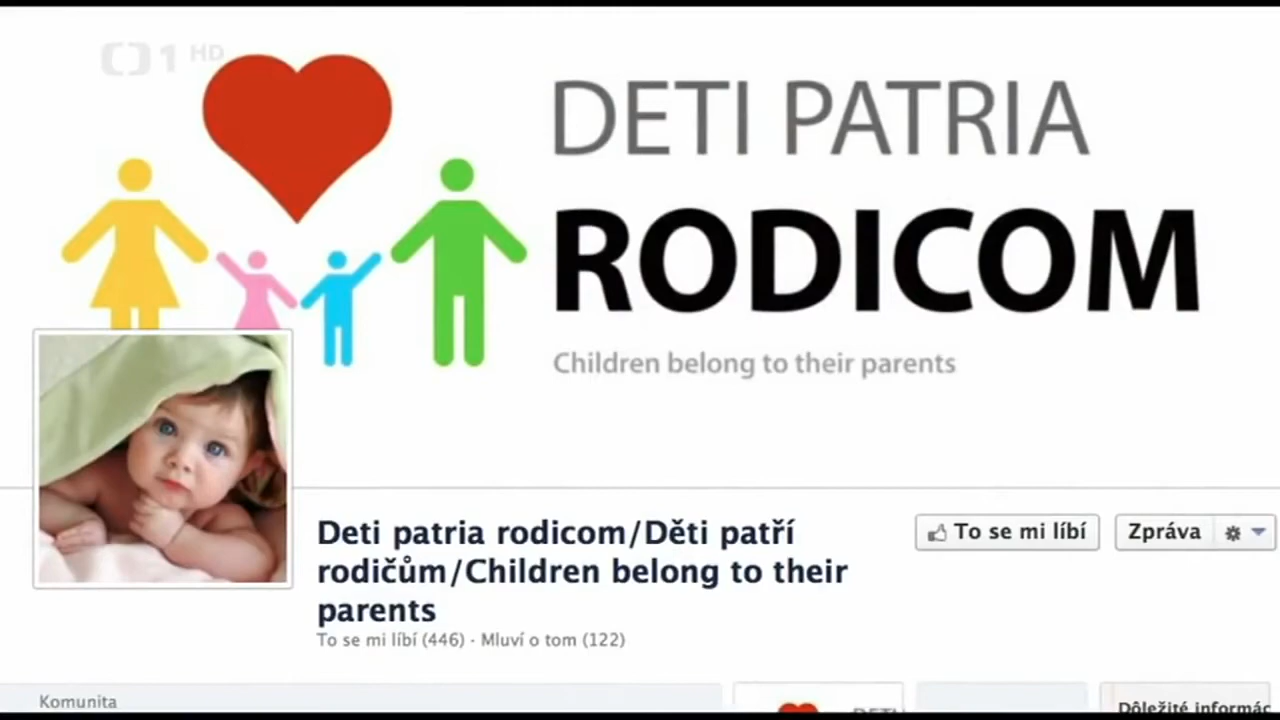 1 HD
DETI PATRIA
RODICOM
Children belong to their parents
Deti patria rodicom/Děti patří
rodičům/Children belong to their
parents
To se mi líbí
Zpráva
To se mi líbí (446) · Mluví o tom (122)
Komunita
Dôležité informác